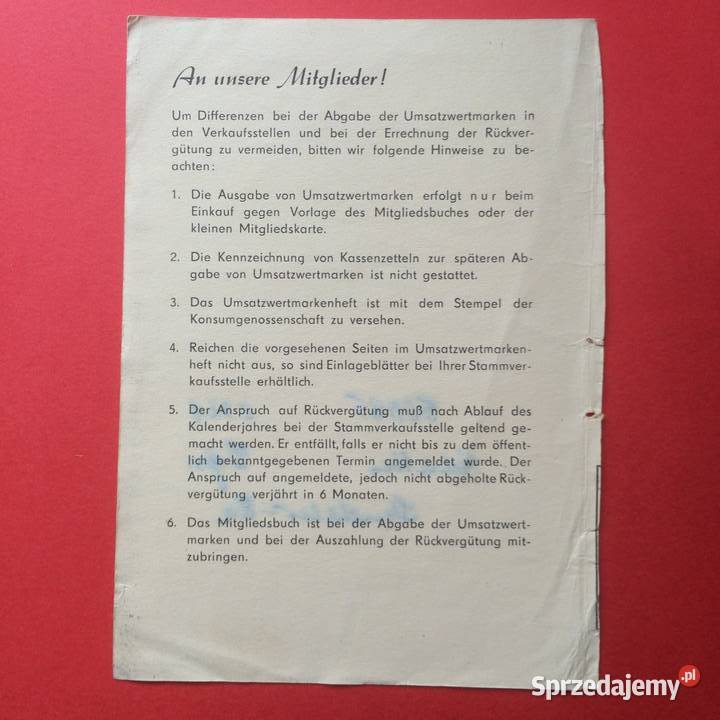 An unsere Mitglieder!
Um Differenzen bei der Abgabe der Umsatzwertmarken in
den Verkaufsstellen und bei der Errechnung der Rückver-
gütung zu vermeiden, bitten wir folgende Hinweise zu be-
achten:
1. Die Ausgabe von Umsatzwertmarken erfolgt nur beim
Einkauf gegen Vorlage des Mitgliedsbuches oder der
kleinen Mitgliedskarte.
2. Die Kennzeichnung von Kassenzetteln zur späteren Ab-
gabe von Umsatzwertmarken ist nicht gestattet.
3. Das Umsatzwertmarkenheft ist mit dem Stempel der
Konsumgenossenschaft zu versehen.
4. Reichen die vorgesehenen Seiten im Umsatzwertmarken-
heft nicht aus, so sind Einlageblätter bei Ihrer Stammver-
kaufsstelle erhältlich.
5. Der Anspruch auf Rückvergütung muß nach Ablauf des
Kalenderjahres bei der Stammverkaufsstelle geltend ge-
macht werden. Er entfällt, falls er nicht bis zu dem öffent-
lich bekanntgegebenen Termin angemeldet wurde. Der
Anspruch auf angemeldete, jedoch nicht abgeholte Rück-
vergütung verjährt in 6 Monaten.
6. Das Mitgliedsbuch ist bei der Abgabe der Umsatzwert-
marken und bei der Auszahlung der Rückvergütung mit-
zubringen.
Sprzedajemy.pl